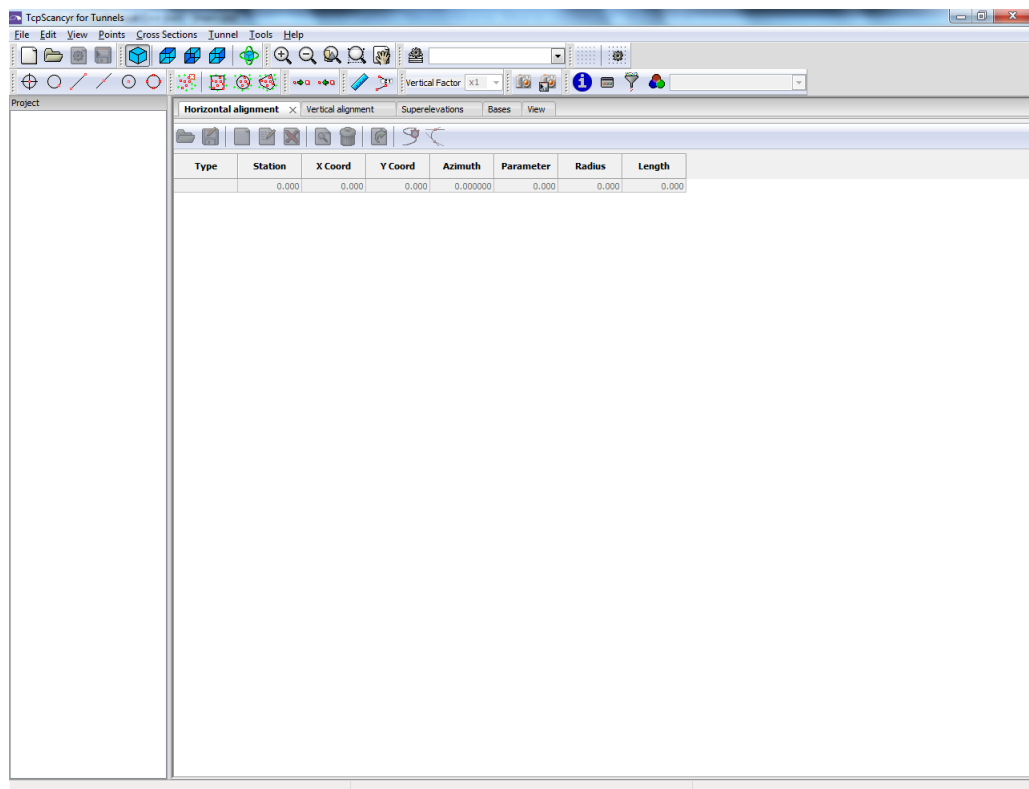 TcpScancyr for Tunnels
File Edit View Points Cross Sections Tunnel Tools Help
Vertical Factor x1
Project
Horizontal alignment Vertical alignment Superelevations Bases View
Type Station X Coord Y Coord Azimuth Parameter Radius Length
0.000 0.000 0.000 0.000000 0.000 0.000 0.000